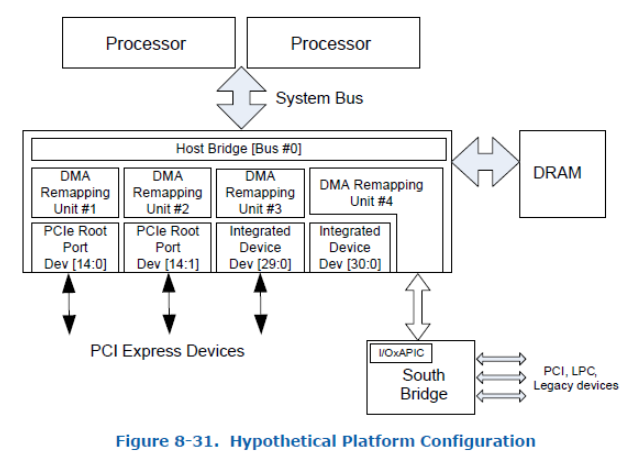 Processor
Processor
System Bus
Host Bridge [Bus #0]
DRAM
DMA
Remapping
Unit #1
DMA
Remapping
Unit #2
DMA
Remapping
Unit #3
DMA Remapping
Unit #4
PCIe Root
Port
Dev [14:0]
PCIe Root
Port
Dev [14:1]
Integrated
Device
Dev [29:0]
Integrated
Device
Dev [30:0]
PCI Express Devices
I/OxAPIC
South
Bridge
PCI, LPC,
Legacy devices
Figure 8-31. Hypothetical Platform Configuration